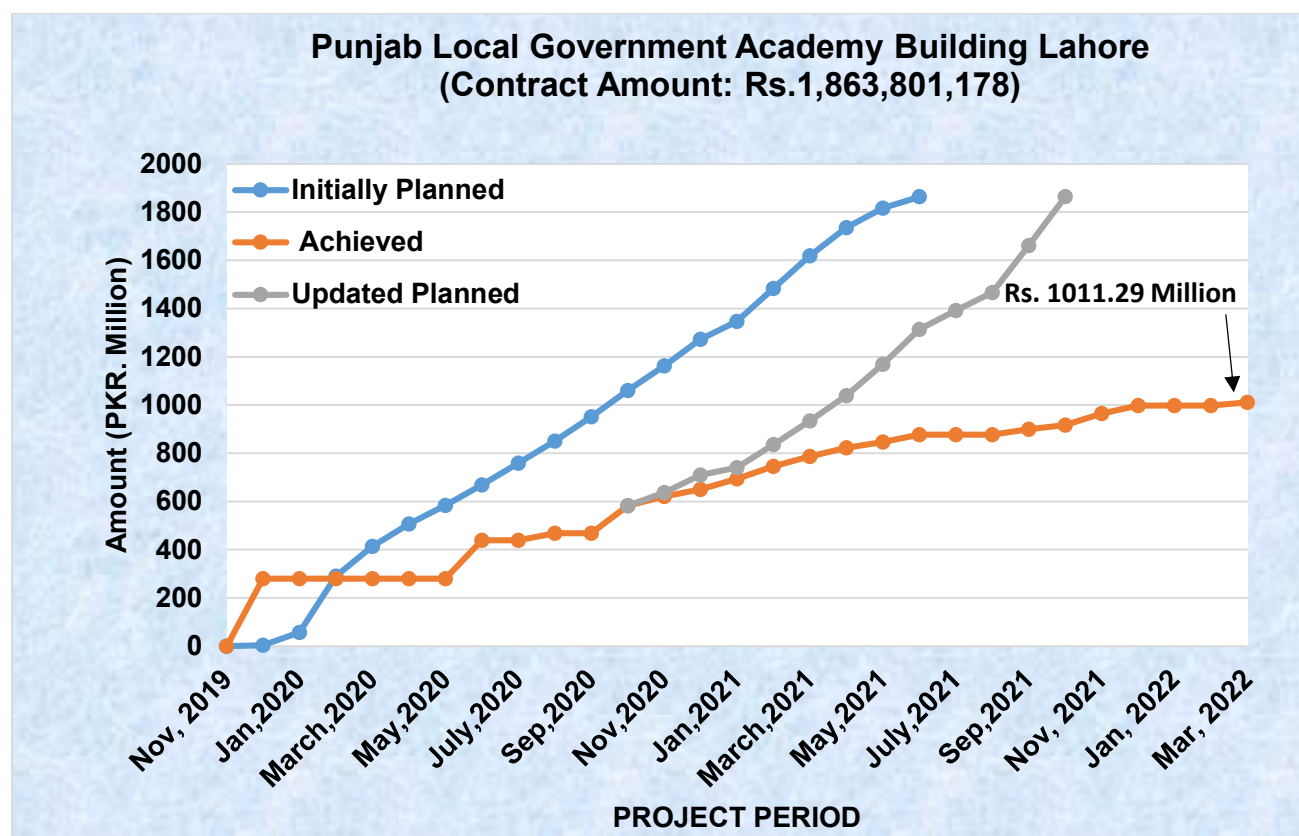 Punjab Local Government Academy Building Lahore
(Contract Amount: Rs.1,863,801,178)
Amount (PKR. Million)
2000
1800
1600
1400
1200
1000
800
600
400
200
0
Initially Planned
Achieved
Updated Planned
Rs. 1011.29 Million
Nov, 2019
Jan,2020
March,2020
May,2020
July,2020
Sep,2020
Nov,2020
Jan,2021
March,2021
May,2021
July,2021
Sep,2021
Nov, 2021
Jan, 2022
Mar, 2022
PROJECT PERIOD